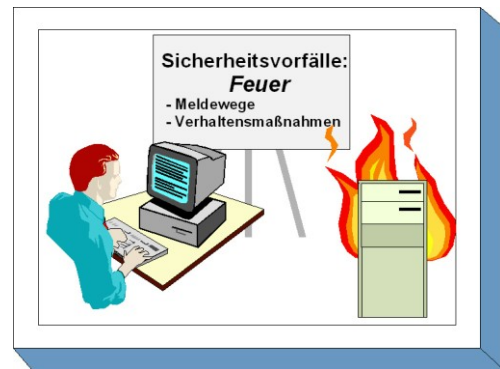 Sicherheitsvorfälle:
Feuer
- Meldewege
- Verhaltensmaßnahmen